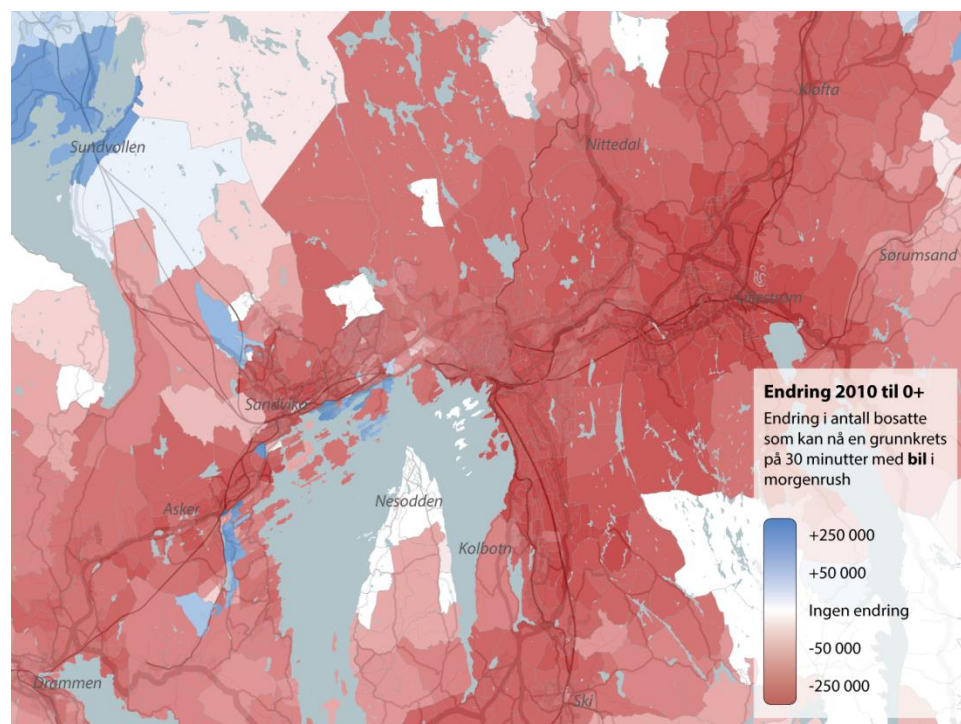 Kløfta
Nittedal
Sundvollen
Sørumsand
Lillestrøm
Endring 2010 til 0+
Endring i antall bosatte
som kan nå en grunnkrets
på 30 minutter med bil i
morgenrush
Sandvika
Nesodden
Asker
Kolbotn
+250 000
+50 000
Ingen endring
-50 000
-250 000
Drammen
Ski